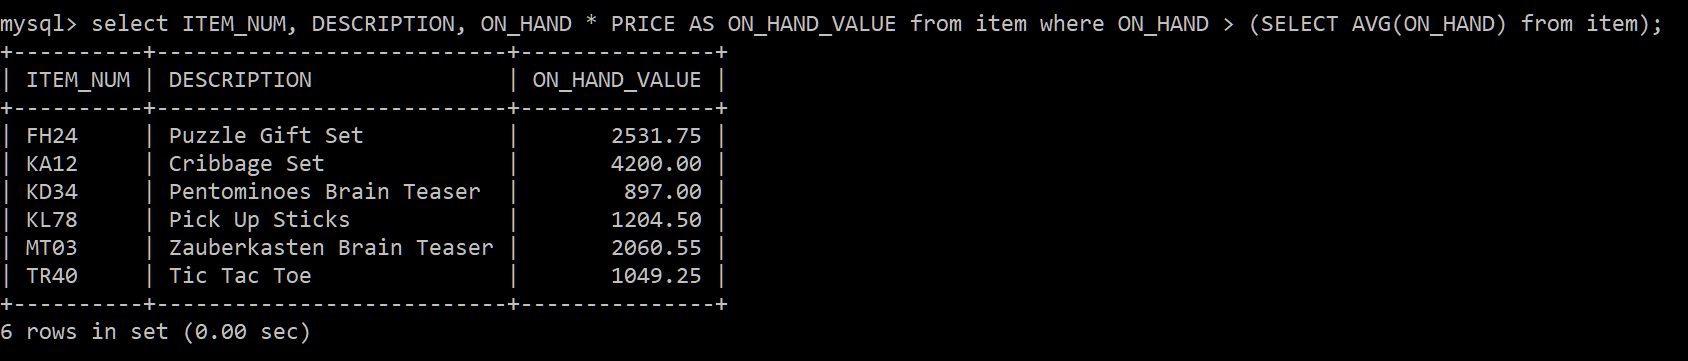 mysql> select ITEM_NUM, DESCRIPTION, ON_HAND * PRICE AS ON_HAND_VALUE from item where ON_HAND > (SELECT AVG(ON_HAND) from item);
+----------+---------------------------+---------------+
| ITEM_NUM | DESCRIPTION               | ON_HAND_VALUE |
+----------+---------------------------+---------------+
| FH24     | Puzzle Gift Set           |       2531.75 |
| KA12     | Cribbage Set              |       4200.00 |
| KD34     | Pentominoes Brain Teaser  |        897.00 |
| KL78     | Pick Up Sticks            |       1204.50 |
| MT03     | Zauberkasten Brain Teaser |       2060.55 |
| TR40     | Tic Tac Toe               |       1049.25 |
+----------+---------------------------+---------------+
6 rows in set (0.00 sec)